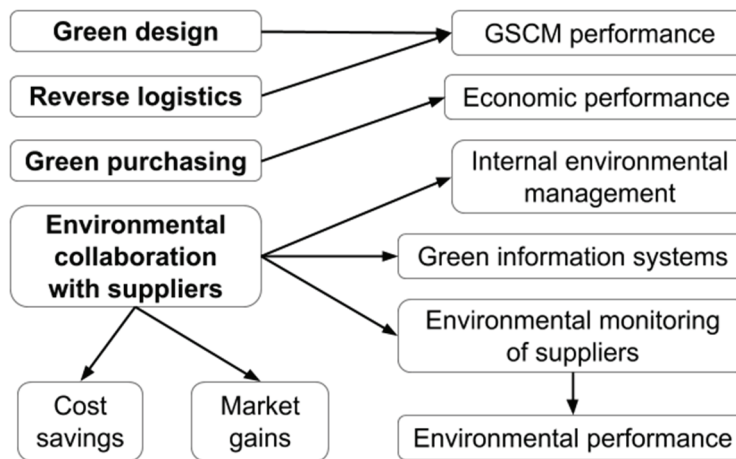 Green design
GSCM performance
Reverse logistics
Economic performance
Green purchasing
Internal environmental
management
Environmental
collaboration
with suppliers
Green information systems
Environmental monitoring
of suppliers
Cost
savings
Market
gains
Environmental performance